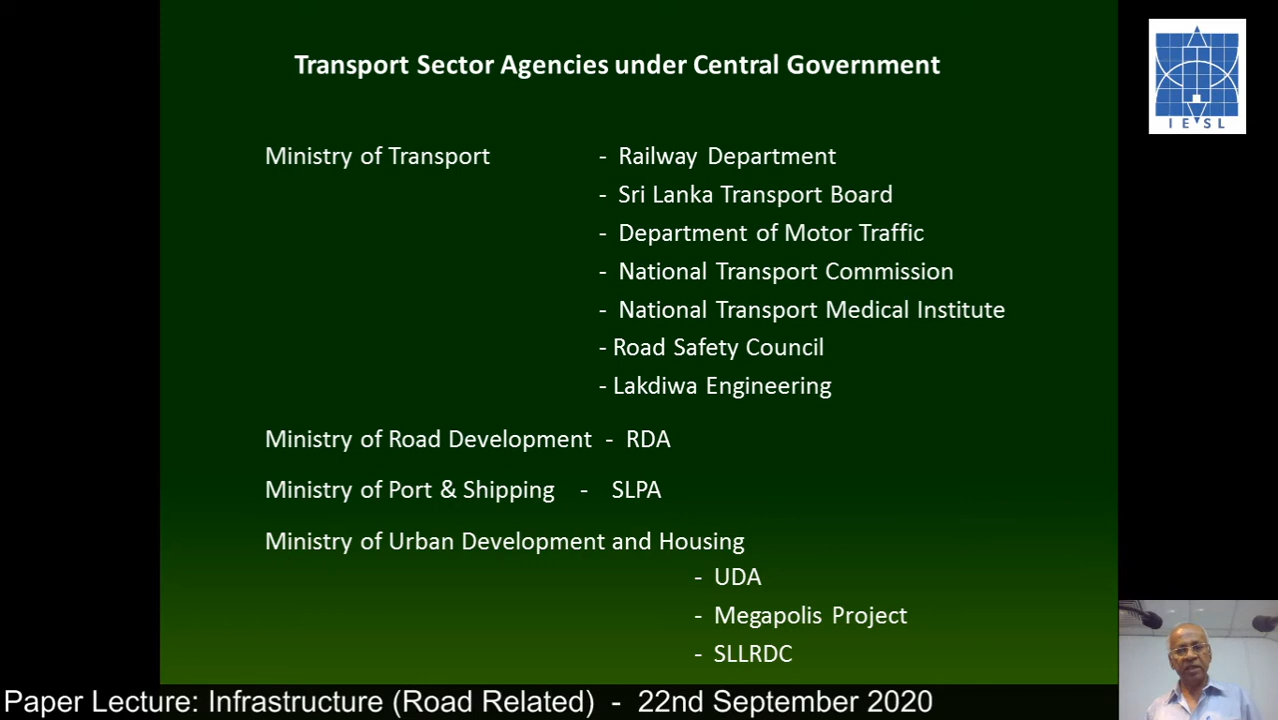 Transport Sector Agencies under Central Government
IESL
Ministry of Transport - Railway Department
- Sri Lanka Transport Board
- Department of Motor Traffic
- National Transport Commission
- National Transport Medical Institute
- Road Safety Council
- Lakdiwa Engineering
Ministry of Road Development - RDA
Ministry of Port & Shipping - SLPA
Ministry of Urban Development and Housing
- UDA
- Megapolis Project
- SLLRDC
Paper Lecture: Infrastructure (Road Related) - 22nd September 2020